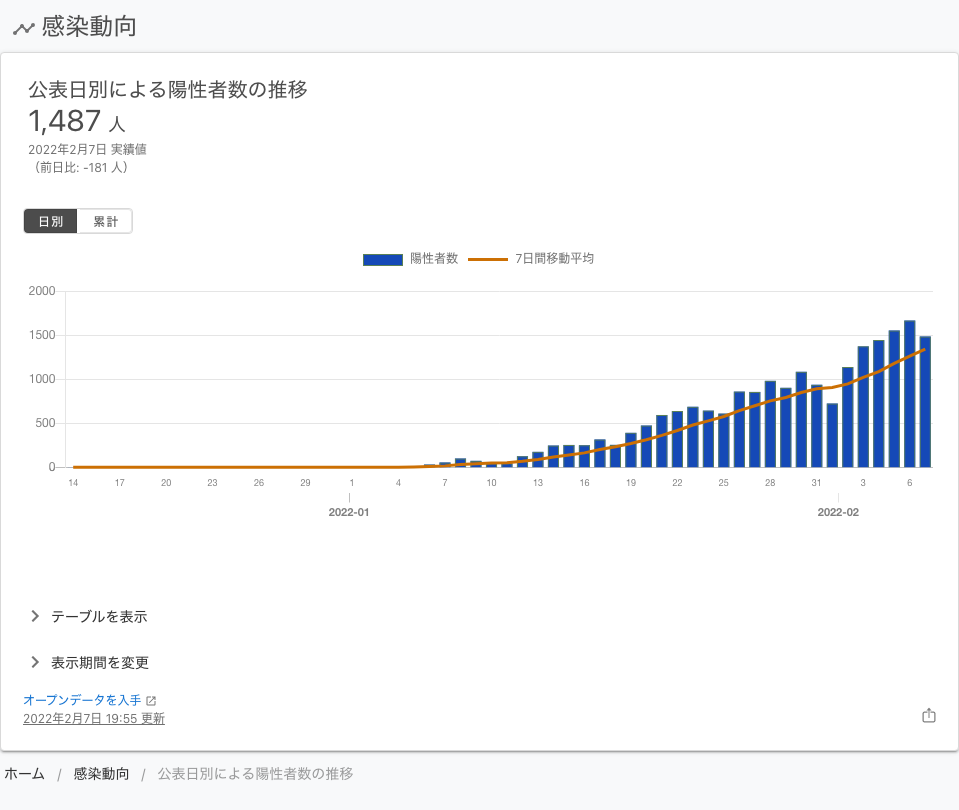 感染動向
公表日別による陽性者数の推移
1,487 人
2022年2月7日 実績値
（前日比: -181 人）
日別 累計
陽性者数 7日間移動平均
2000
1500
1000
500
0
14 17 20 23 26 29 1 4 7 10 13 16 19 22 25 28 31 3 6
2022-01 2022-02
テーブルを表示
表示期間を変更
オープンデータを入手
2022年2月7日 19:55 更新
ホーム / 感染動向 / 公表日別による陽性者数の推移